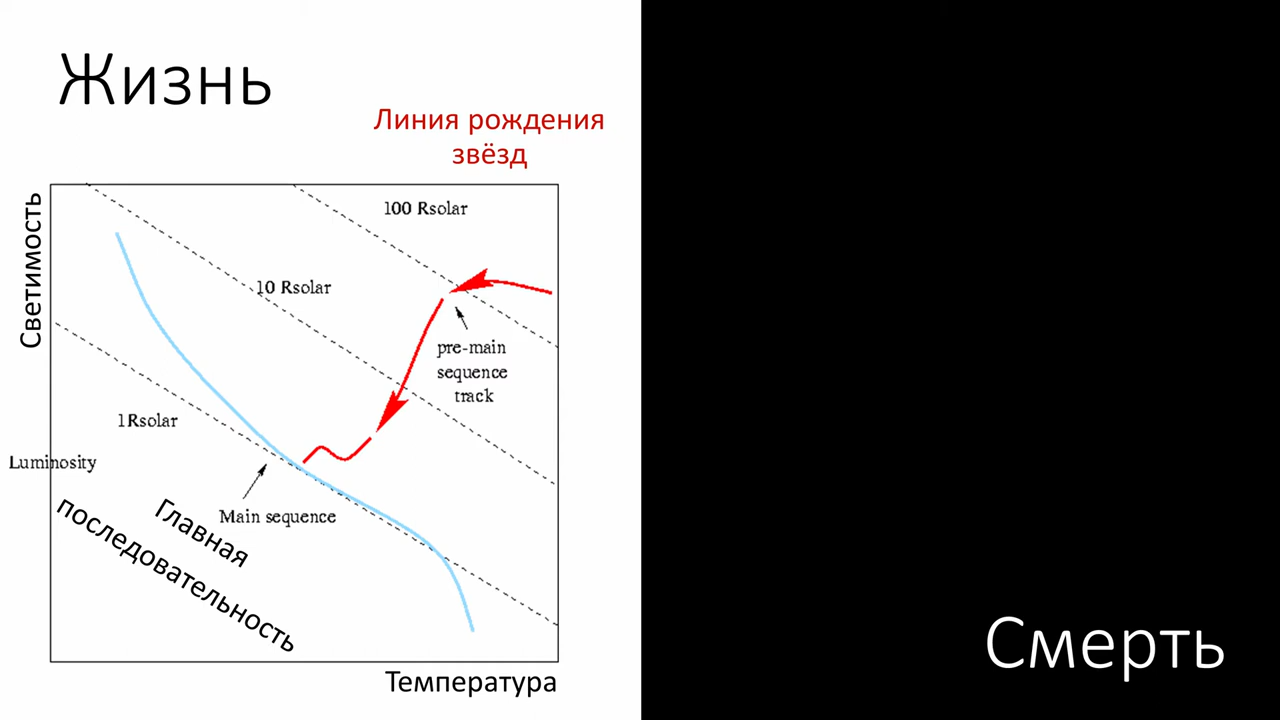 Жизнь
Линия рождения
звёзд
Светимость
100 Rsolar
10 Rsolar
pre-main
sequence
track
1Rsolar
Luminosity
Main sequence
Главная
последовательность
Температура
Смерть